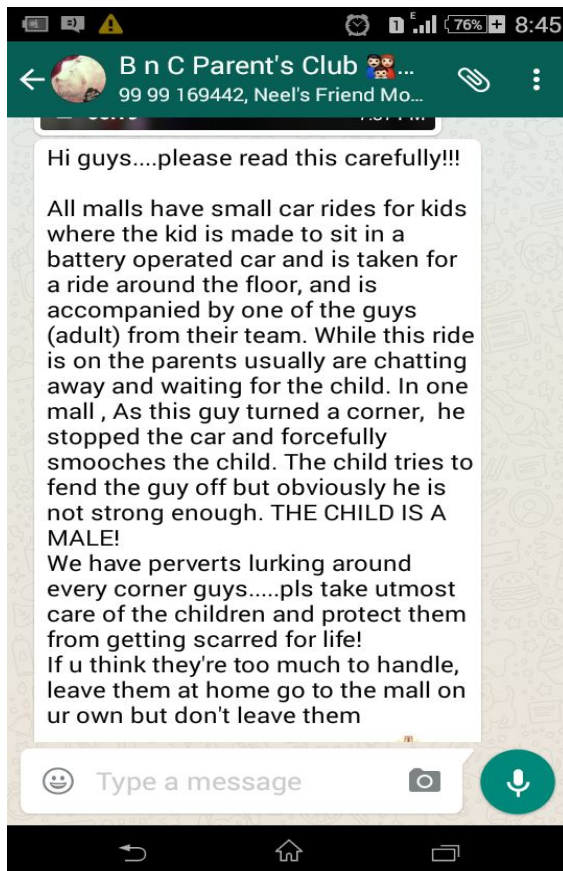 76% 8:45
B n C Parent's Club ...
99 99 169442, Neel's Friend Mo...
Hi guys....please read this carefully!!!
All malls have small car rides for kids
where the kid is made to sit in a
battery operated car and is taken for
a ride around the floor, and is
accompanied by one of the guys
(adult) from their team. While this ride
is on the parents usually are chatting
away and waiting for the child. In one
mall , As this guy turned a corner,  he
stopped the car and forcefully
smooches the child. The child tries to
fend the guy off but obviously he is
not strong enough. THE CHILD IS A
MALE!
We have perverts lurking around
every corner guys.....pls take utmost
care of the children and protect them
from getting scarred for life!
If u think they're too much to handle,
leave them at home go to the mall on
ur own but don't leave them
Type a message